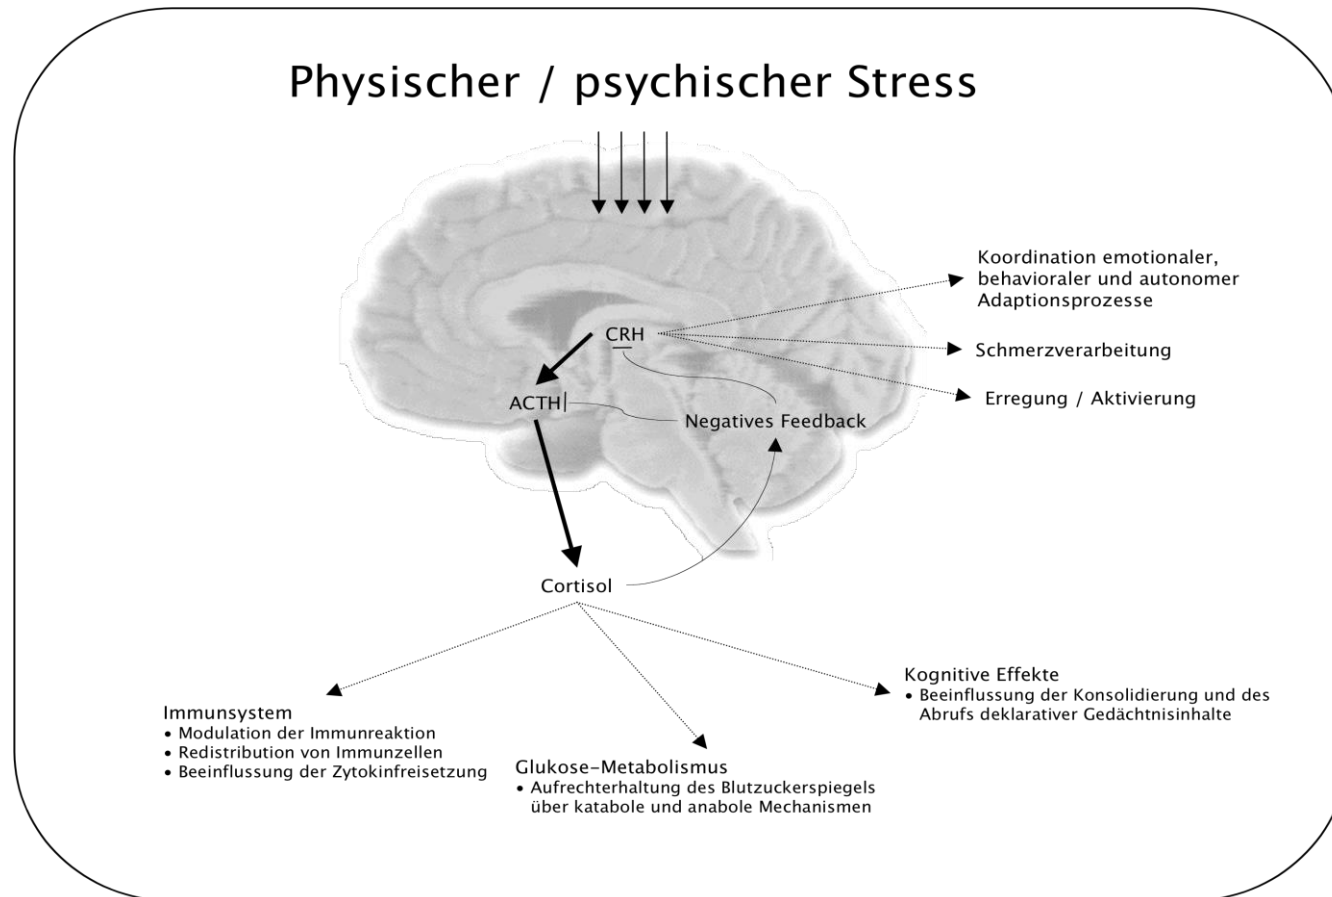 Physischer / psychischer Stress
Koordination emotionaler,
behavioraler und autonomer
Adaptionsprozesse
CRH
Schmerzverarbeitung
ACTH
Erregung / Aktivierung
Negatives Feedback
Cortisol
Immunsystem
• Modulation der Immunreaktion
• Redistribution von Immunzellen
• Beeinflussung der Zytokinfreisetzung
Glukose-Metabolismus
• Aufrechterhaltung des Blutzuckerspiegels
über katabole und anabole Mechanismen
Kognitive Effekte
• Beeinflussung der Konsolidierung und des
Abrufs deklarativer Gedächtnisinhalte